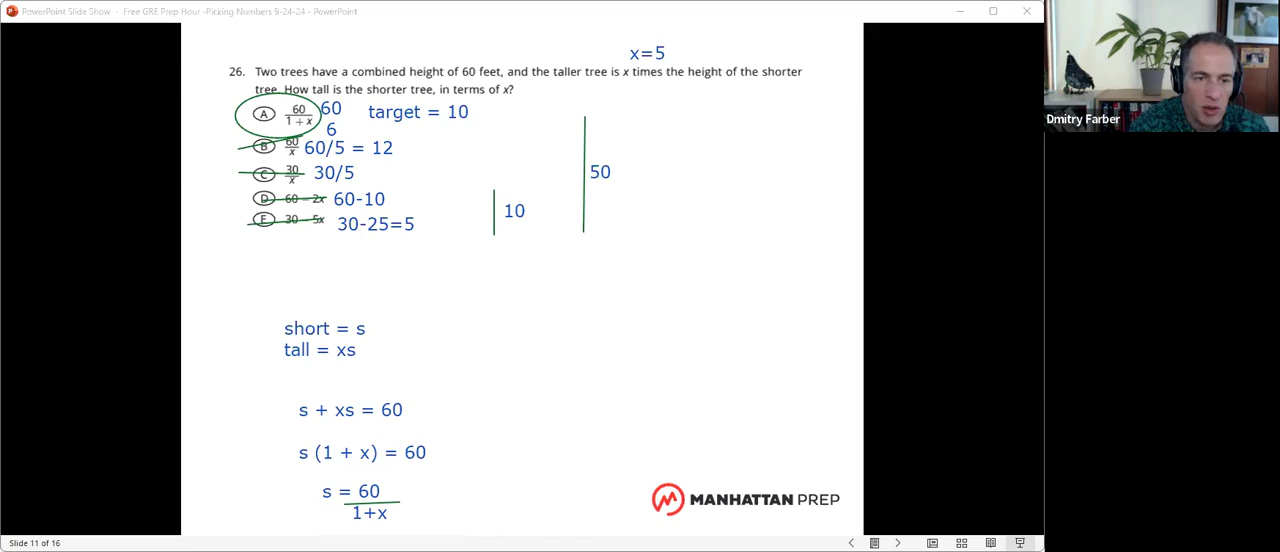 PowerPoint Slide Show - Free GRE Prep Hour -Picking Numbers 9-24-24 - PowerPoint
x=5
26. Two trees have a combined height of 60 feet, and the taller tree is x times the height of the shorter
tree. How tall is the shorter tree, in terms of x?
A 60/1 + x 60/6 target = 10
B 60/x 60/5 = 12
C 30/x 30/5
D 60 – 2x 60-10
E 30 – 5x 30-25=5
10
50
short = s
tall = xs
s + xs = 60
s (1 + x) = 60
s = 60
1+x
MANHATTAN PREP
Slide 11 of 16
Dmitry Farber